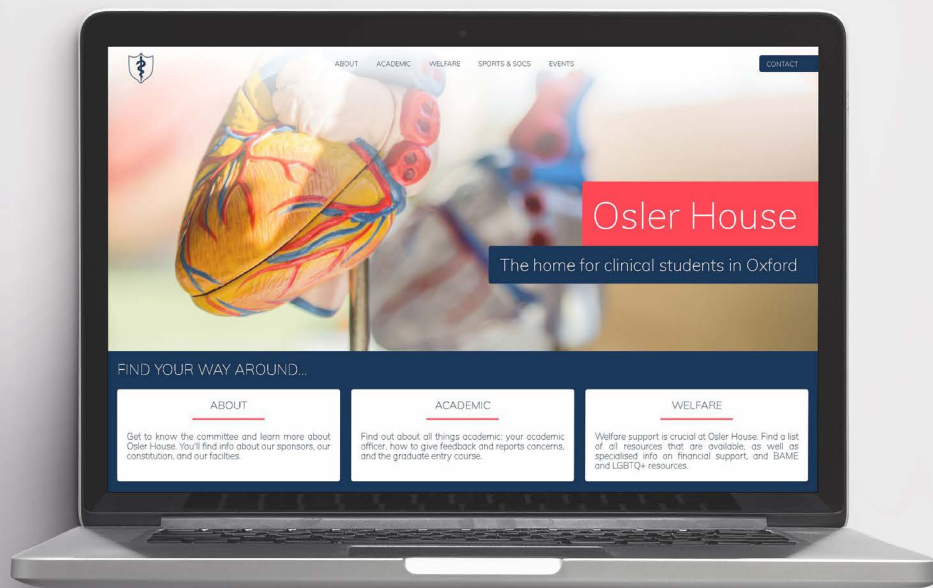 ABOUT ACADEMIC WELFARE SPORTS & SOCS EVENTS CONTACT
Osler House
The home for clinical students in Oxford
FIND YOUR WAY AROUND...
ABOUT
Get to know the committee and learn more about
Osler House. You'll find info about our sponsors, our
constitution, and our facilties.
ACADEMIC
Find out about all things academic: your academic
officer, how to give feedback and reports concerns,
and the graduate entry course.
WELFARE
Welfare support is crucial at Osler House. Find a list
of all resources that are available, as well as
specialised info on financial support, and BAME
and LGBTQ+ resources.